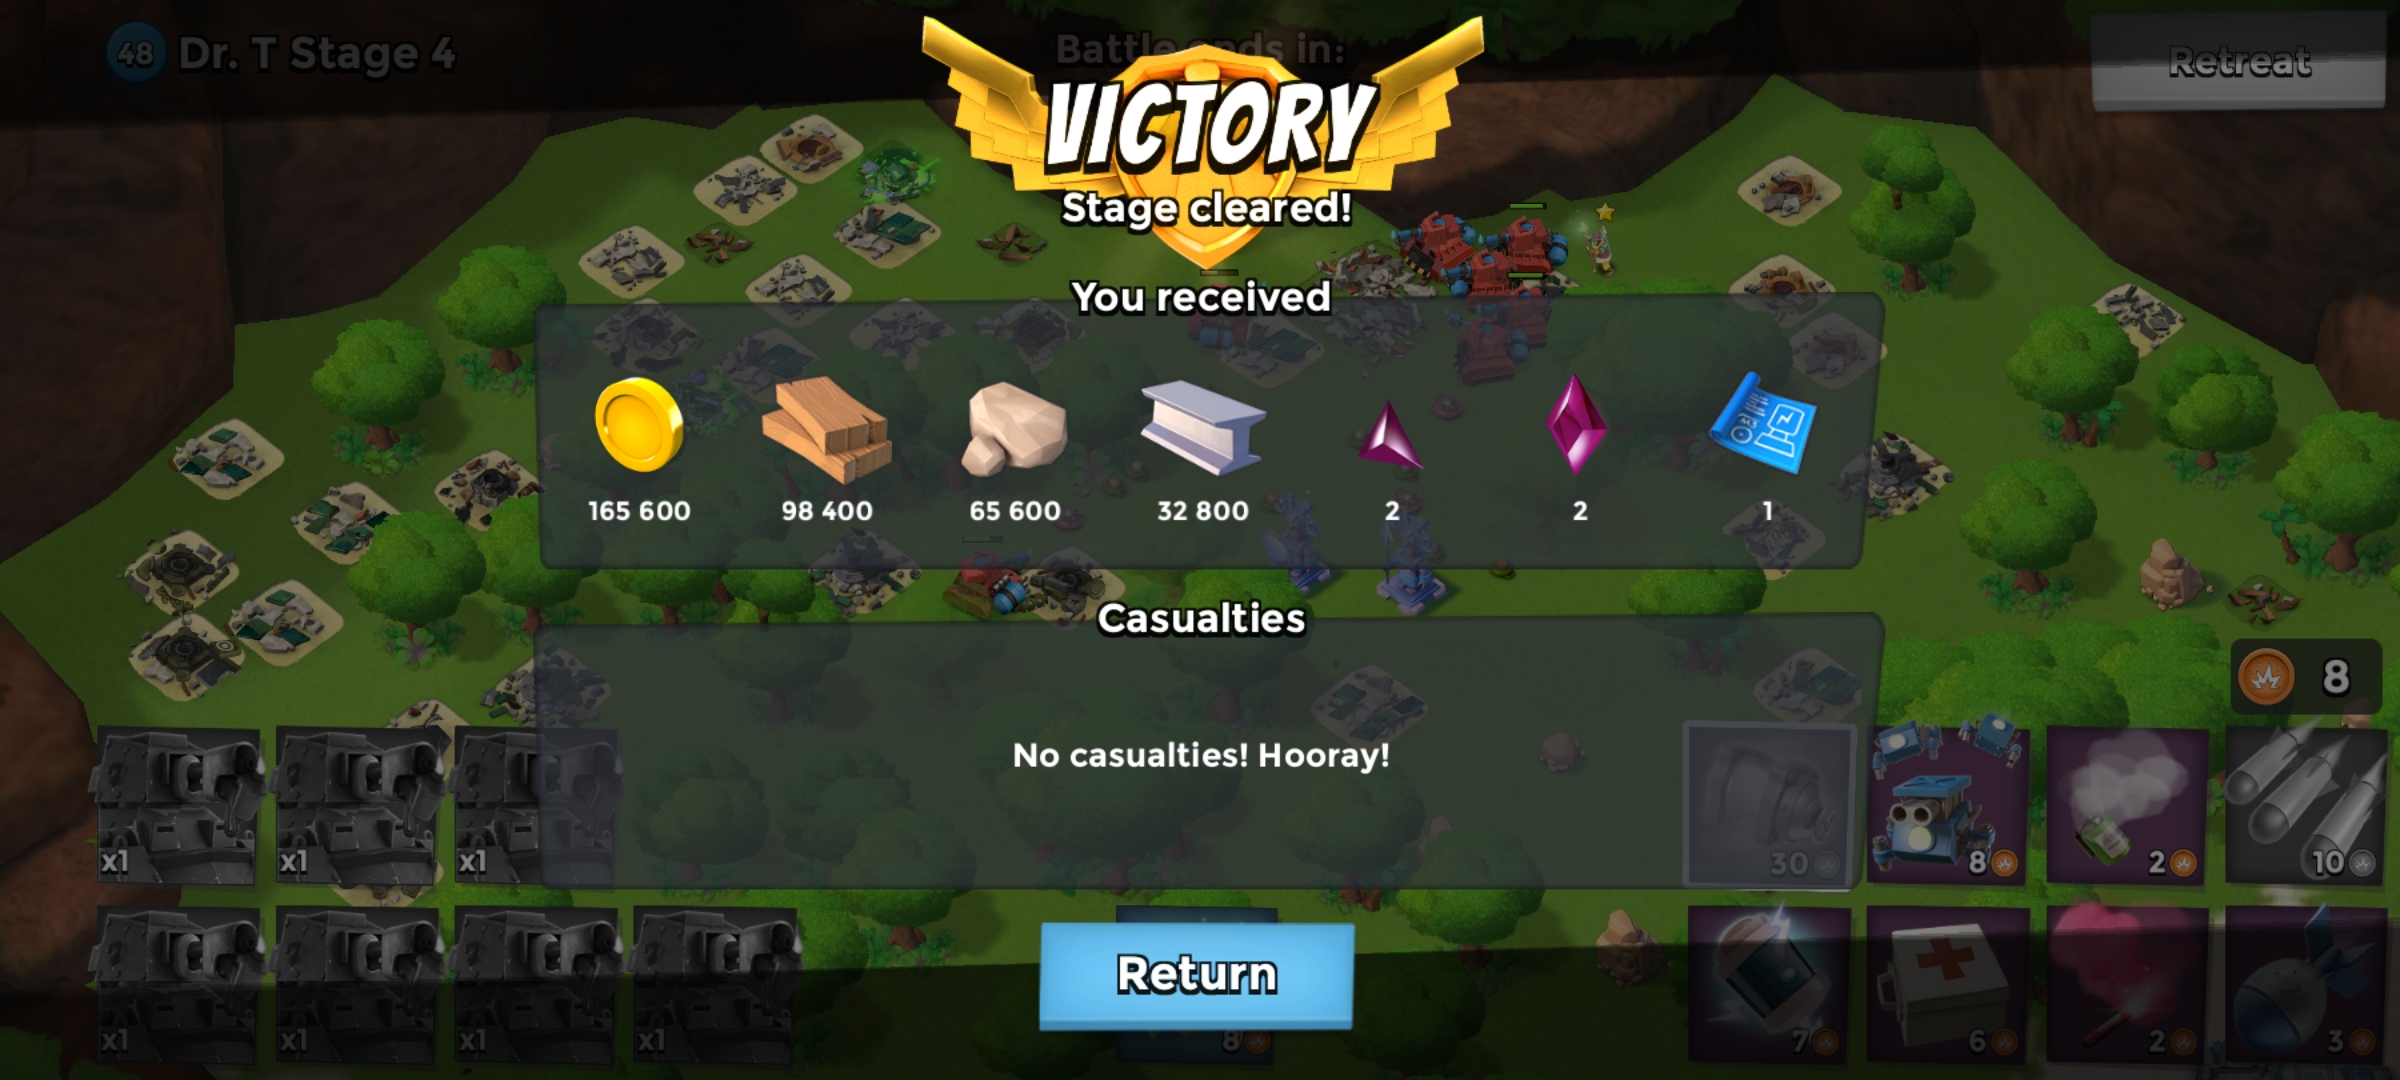 48 Dr. T Stage 4
Battle ends in:
Retreat
VICTORY
Stage cleared!
You received
165 600
98 400
65 600
32 800
2
2
1
Casualties
No casualties! Hooray!
8
x1
x1
x1
30
8
2
10
x1
x1
x1
x1
8
Return
7
6
2
3